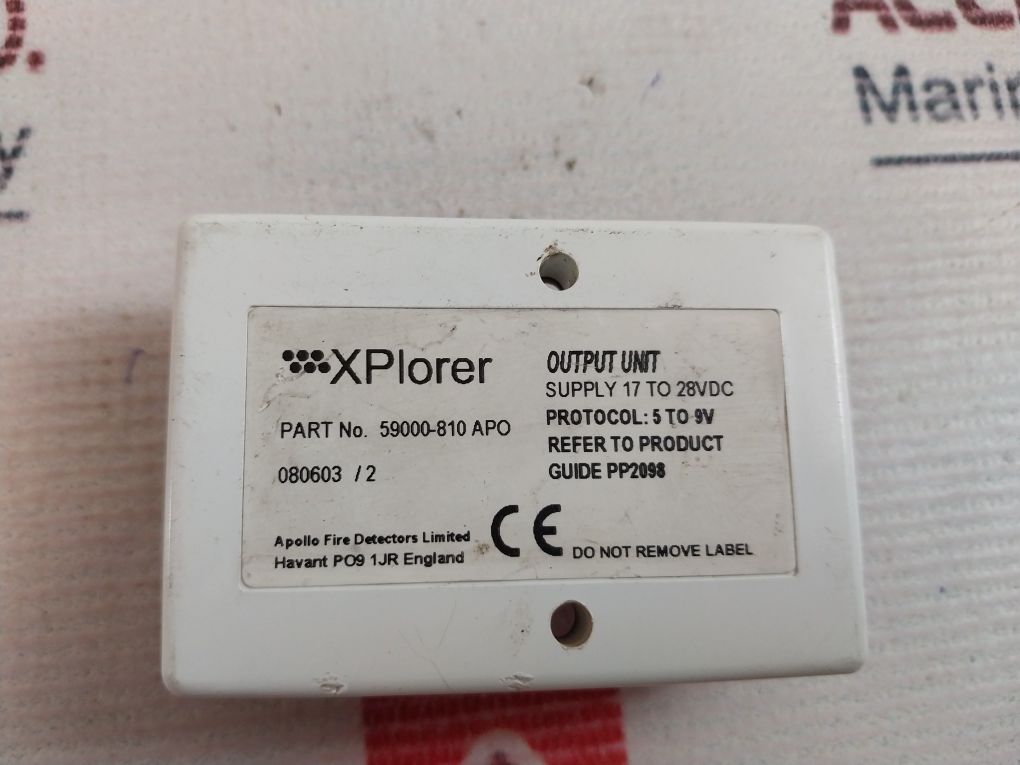 XPlorer
PART No. 59000-810 APO
080603 / 2
Apollo Fire Detectors Limited
Havant PO9 1JR England
OUTPUT UNIT
SUPPLY 17 TO 28VDC
PROTOCOL: 5 TO 9V
REFER TO PRODUCT
GUIDE PP2098
CE
DO NOT REMOVE LABEL